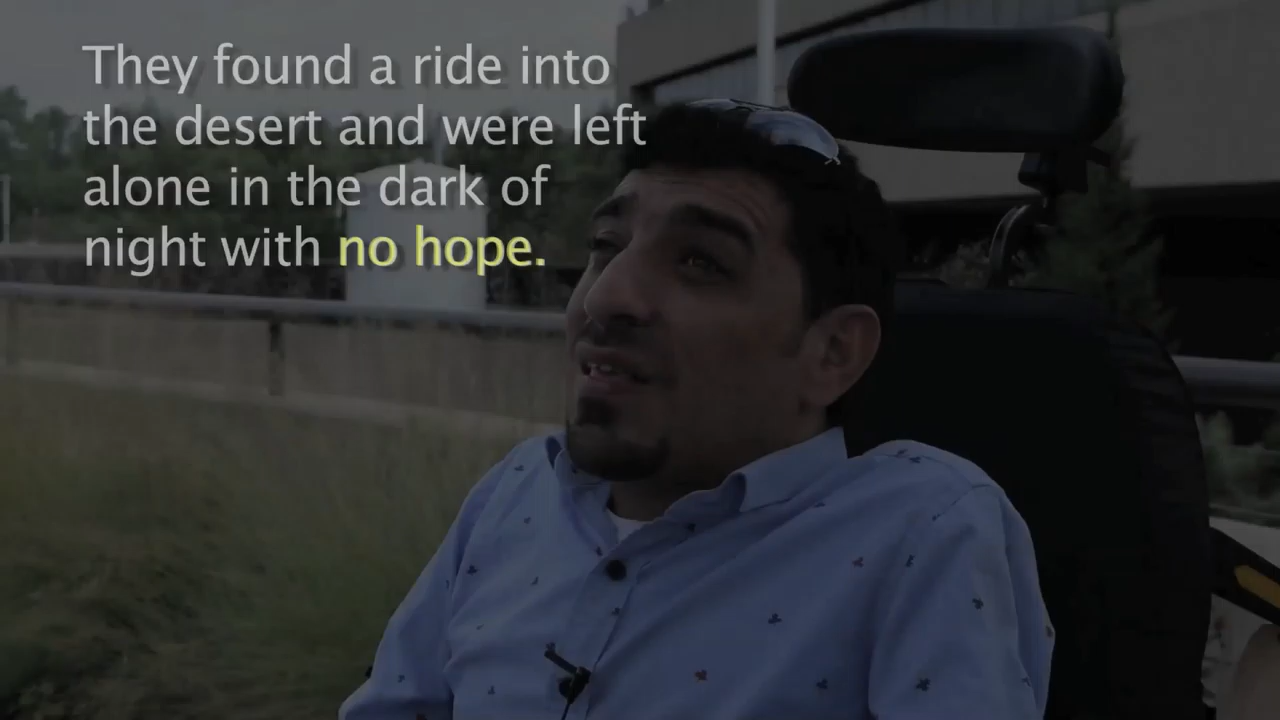 They found a ride into
the desert and were left
alone in the dark of
night with no hope.